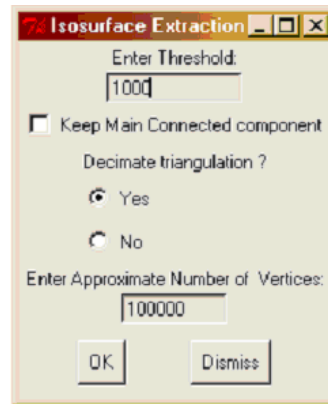 Isosurface Extraction
Enter Threshold:
1000
Keep Main Connected component
Decimate triangulation ?
Yes
No
Enter Approximate Number of Vertices:
100000
OK Dismiss